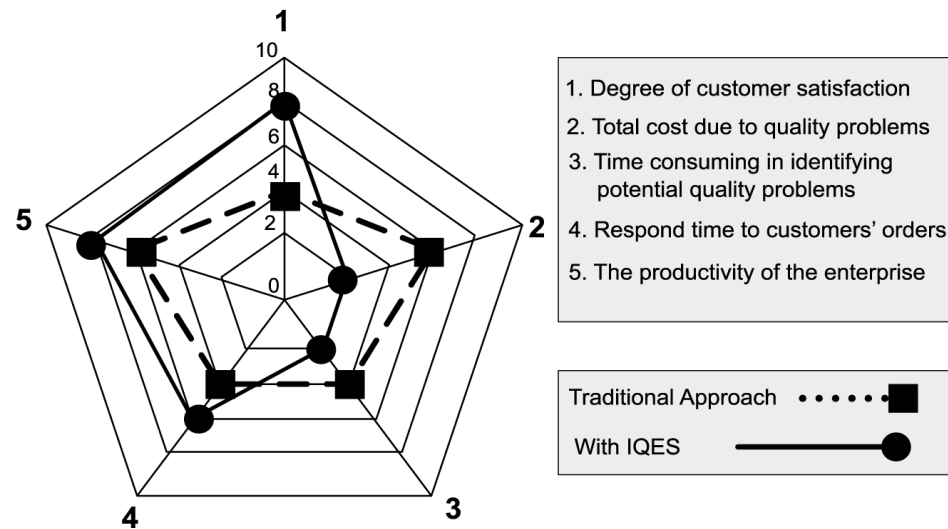 1
10
8
6
4
2
0
5
2
4
3
1. Degree of customer satisfaction
2. Total cost due to quality problems
3. Time consuming in identifying
potential quality problems
4. Respond time to customers’ orders
5. The productivity of the enterprise
Traditional Approach
With IQES